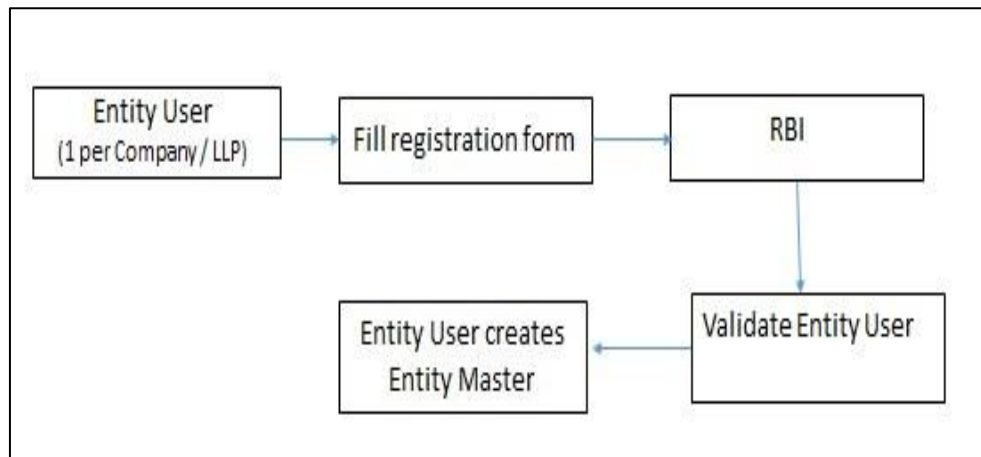 Entity User
(1 per Company / LLP)
Fill registration form
RBI
Validate Entity User
Entity User creates
Entity Master